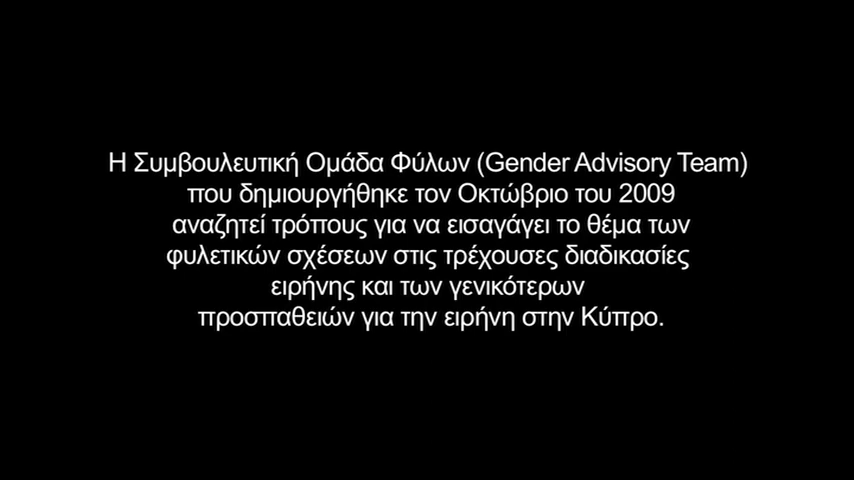 Η Συμβουλευτική Ομάδα Φύλων (Gender Advisory Team)
που δημιουργήθηκε τον Οκτώβριο του 2009
αναζητεί τρόπους για να εισαγάγει το θέμα των
φυλετικών σχέσεων στις τρέχουσες διαδικασίες
ειρήνης και των γενικότερων
προσπαθειών για την ειρήνη στην Κύπρο.